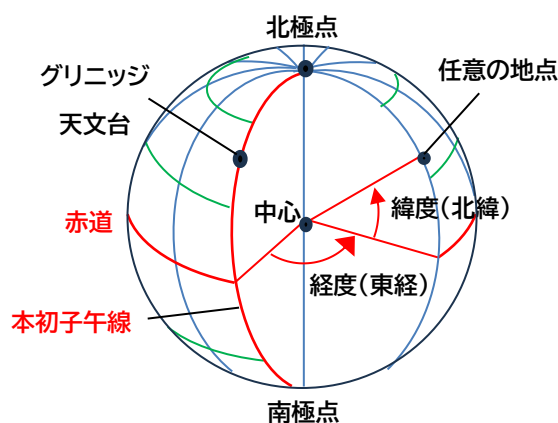 北極点
グリニッジ
天文台
任意の地点
中心
緯度(北緯)
赤道
経度(東経)
本初子午線
南極点